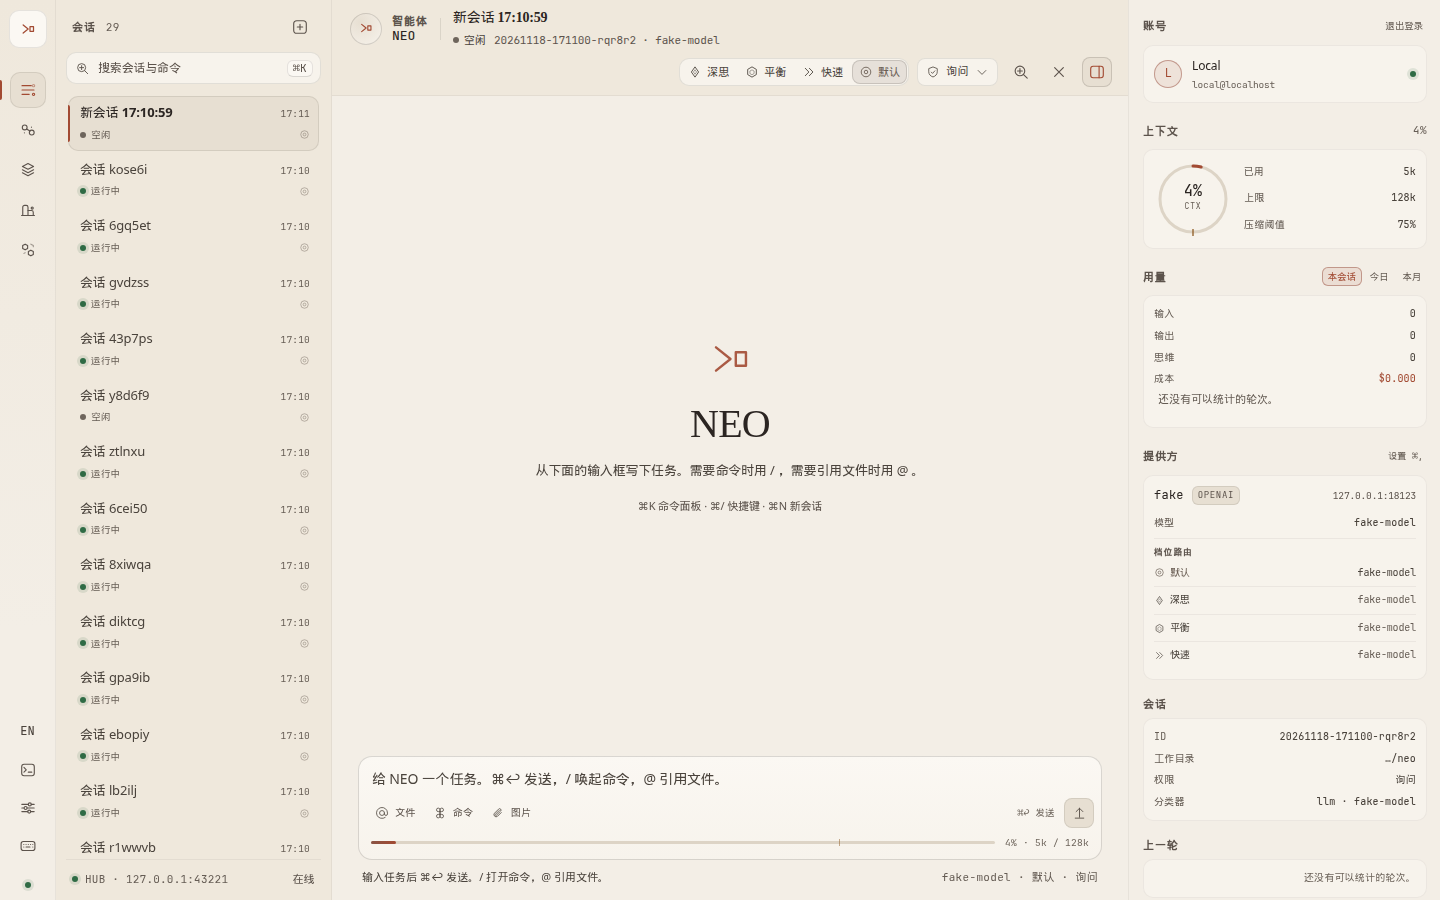 会话 29
搜索会话与命令 ⌘K
新会话 17:10:59 17:11
空闲
会话 kose6i 17:10
运行中
会话 6gq5et 17:10
运行中
会话 gvdzss 17:10
运行中
会话 43p7ps 17:10
运行中
会话 y8d6f9 17:10
空闲
会话 ztlnxu 17:10
运行中
会话 6cei50 17:10
运行中
会话 8xiwqa 17:10
运行中
会话 diktcg 17:10
运行中
会话 gpa9ib 17:10
运行中
会话 ebopiy 17:10
运行中
会话 lb2ilj 17:10
运行中
会话 r1wwvb 17:10
HUB · 127.0.0.1:43221 在线
EN
智能体
NEO
新会话 17:10:59
空闲 20261118-171100-rqr8r2 · fake-model
深思 平衡 快速 默认 询问
NEO
从下面的输入框写下任务。需要命令时用 / ，需要引用文件时用 @ 。
⌘K 命令面板 · ⌘/ 快捷键 · ⌘N 新会话
给 NEO 一个任务。⌘↩ 发送，/ 唤起命令，@ 引用文件。
文件 命令 图片 ⌘↩ 发送
4% · 5k / 128k
输入任务后 ⌘↩ 发送。/ 打开命令，@ 引用文件。 fake-model · 默认 · 询问
账号 退出登录
L
Local
local@localhost
上下文 4%
4%
CTX
已用 5k
上限 128k
压缩阈值 75%
用量 本会话 今日 本月
输入 0
输出 0
思维 0
成本 $0.000
还没有可以统计的轮次。
提供方 设置 ⌘,
fake OPENAI 127.0.0.1:18123
模型 fake-model
档位路由
默认 fake-model
深思 fake-model
平衡 fake-model
快速 fake-model
会话
ID 20261118-171100-rqr8r2
工作目录 …/neo
权限 询问
分类器 llm · fake-model
上一轮
还没有可以统计的轮次。